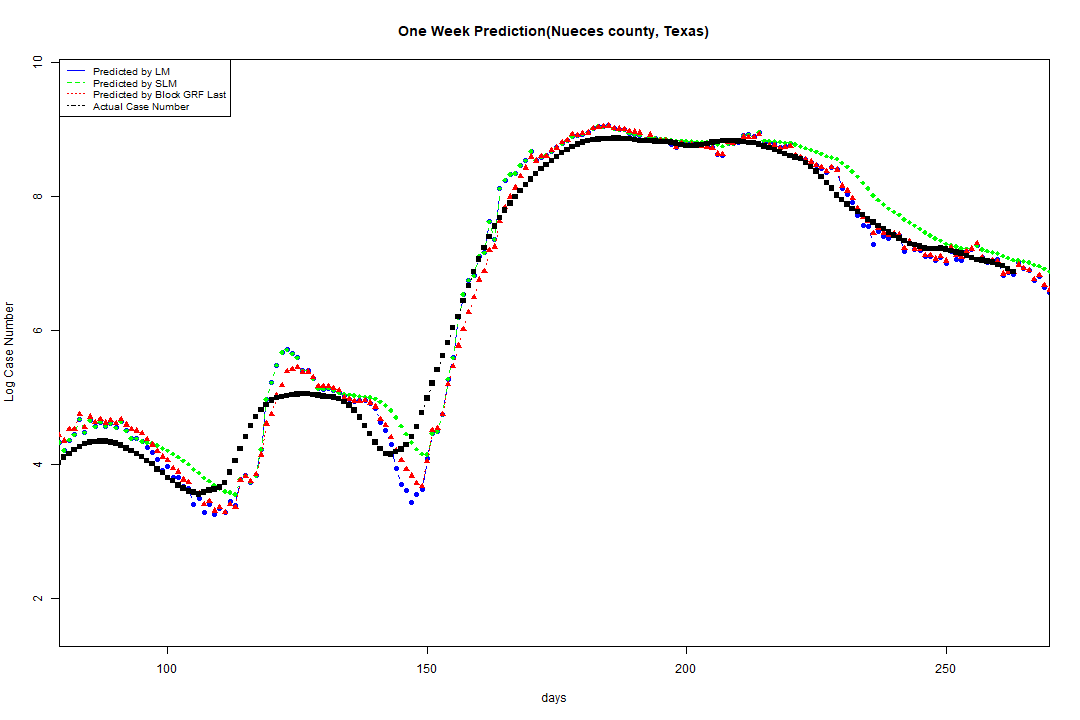 One Week Prediction(Nueces county, Texas)
Predicted by LM
Predicted by SLM
Predicted by Block GRF Last
Actual Case Number
10
8
6
4
2
Log Case Number
100
150
200
250
days